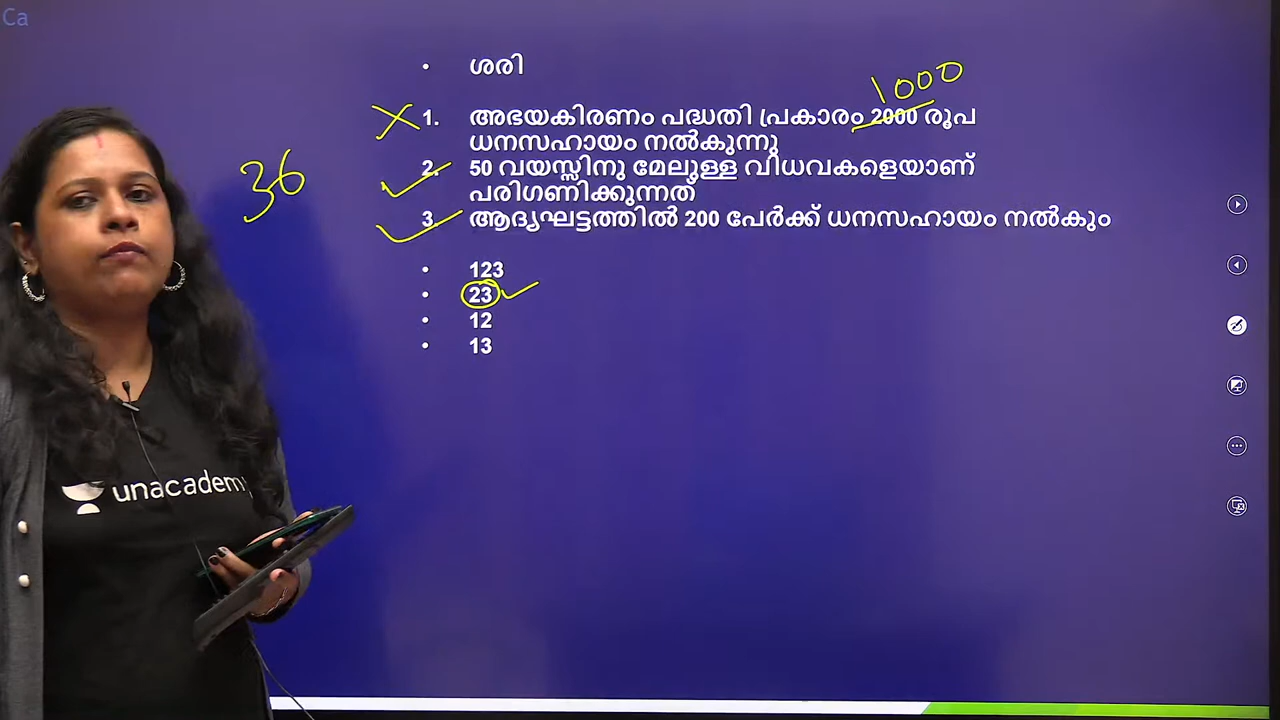 Ca
• ശരി
1000
1. അഭയകിരണം പദ്ധതി പ്രകാരം 2000 രൂപ
ധനസഹായം നൽകുന്നു
36
2. 50 വയസ്സിനു മേലുള്ള വിധവകളെയാണ്
പരിഗണിക്കുന്നത്
3. ആദ്യഘട്ടത്തിൽ 200 പേർക്ക് ധനസഹായം നൽകും
• 123
• 23
• 12
• 13
unacademy